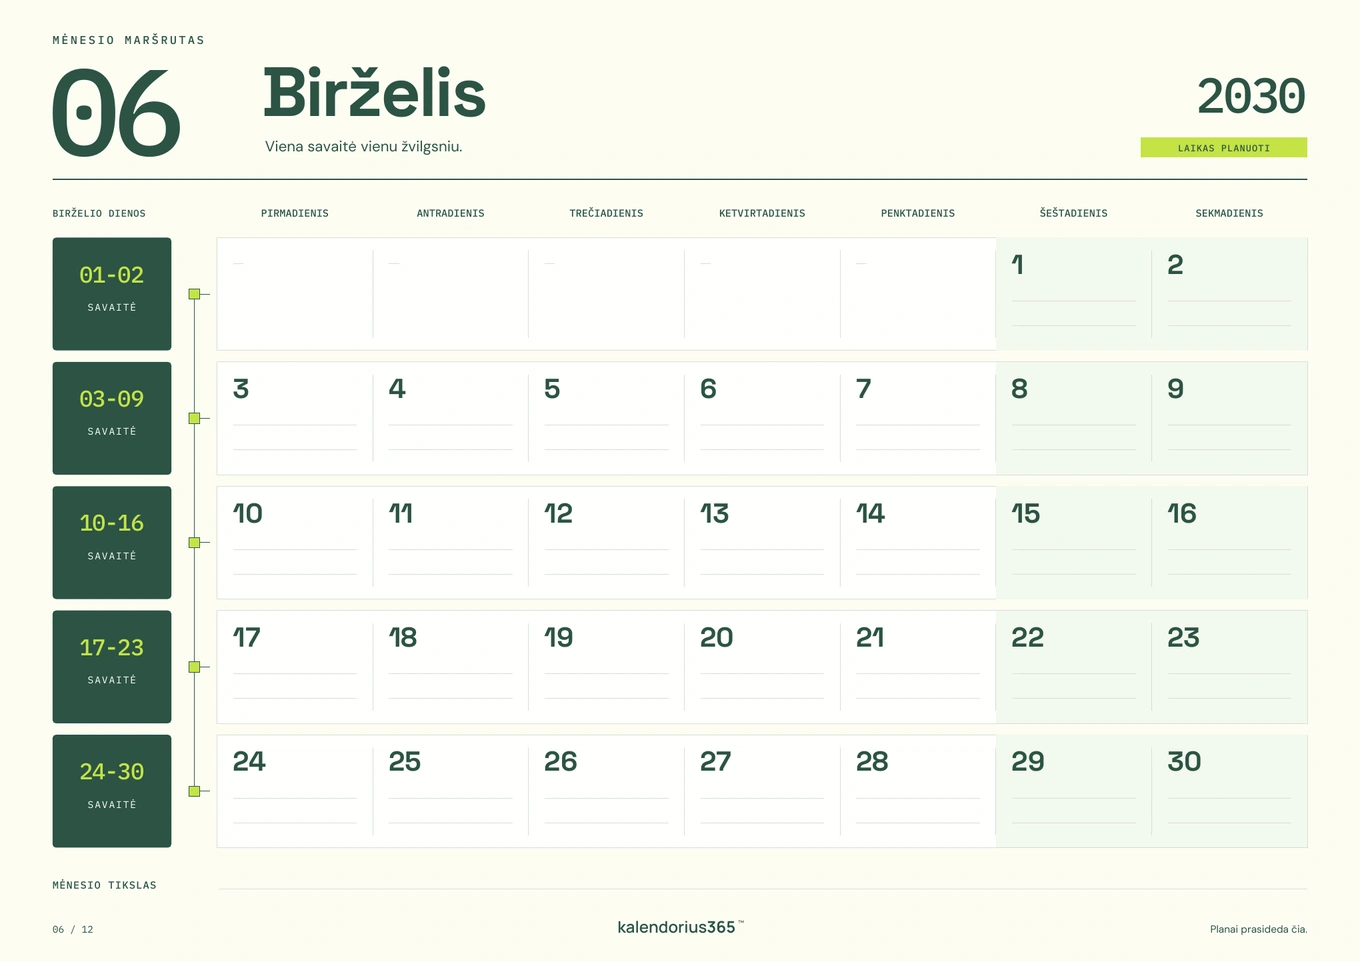 MĖNESIO MARŠRUTAS
06
Birželis
2030
Viena savaitė vienu žvilgsniu.
LAIKAS PLANUOTI
BIRŽELIO DIENOS PIRMADIENIS ANTRADIENIS TREČIADIENIS KETVIRTADIENIS PENKTADIENIS ŠEŠTADIENIS SEKMADIENIS
01-02 — — — — — 1 2
SAVAITĖ
03-09 3 4 5 6 7 8 9
SAVAITĖ
10-16 10 11 12 13 14 15 16
SAVAITĖ
17-23 17 18 19 20 21 22 23
SAVAITĖ
24-30 24 25 26 27 28 29 30
SAVAITĖ
MĖNESIO TIKSLAS
06 / 12 kalendorius365™ Planai prasideda čia.